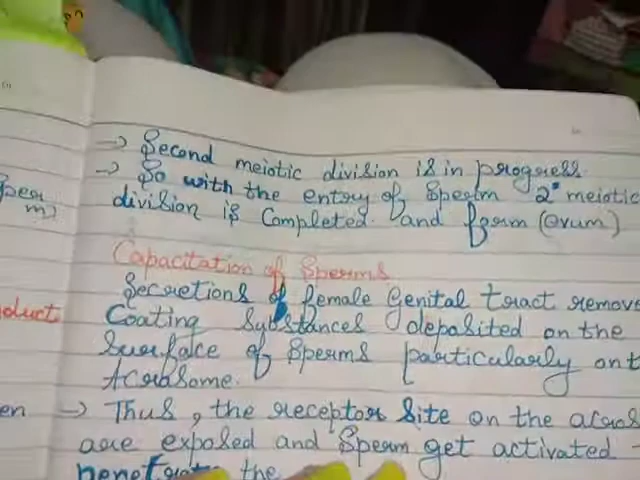 → Second meiotic division is in progress.
→ So with the entry of Sperm 2° meiotic
division is Completed and form (ovum)
Capacitation of Sperms
Secretions of female Genital tract remove
Coating Substances deposited on the
Surface of Sperms particularly on
Acrosome.
→ Thus, the receptor Site on the
are exposed and Sperm get activated
the